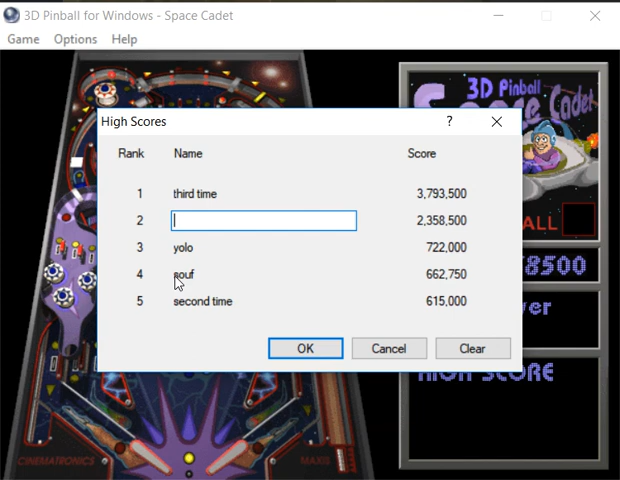 3D Pinball for Windows - Space Cadet
Game Options Help
3D Pinball
Space Cadet
High Scores
?
Rank Name Score
1 third time 3,793,500
2 2,358,500
3 yolo 722,000
4 souf 662,750
5 second time 615,000
OK Cancel Clear
8500
HIGH SCORE
CINEMATRONICS
MAXIS